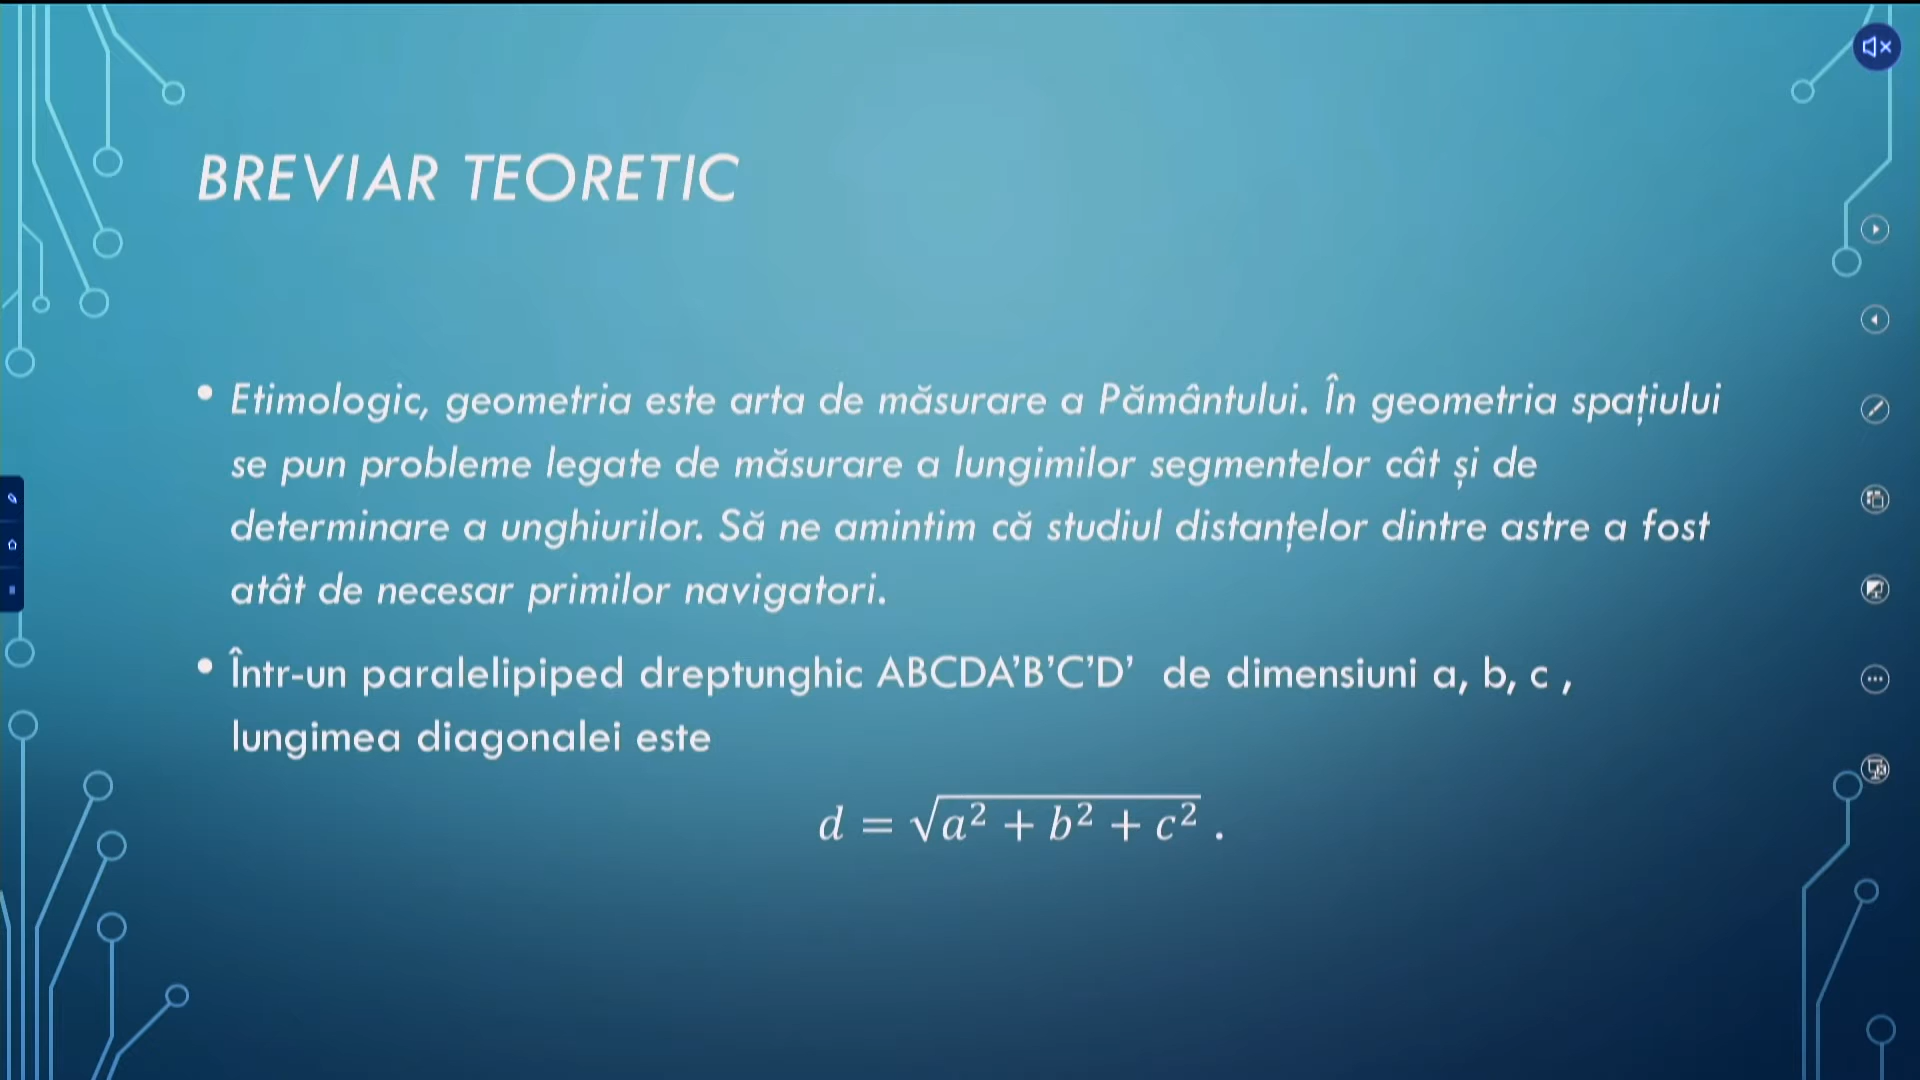 BREVIAR TEORETIC
• Etimologic, geometria este arta de măsurare a Pământului. În geometria spațiului
se pun probleme legate de măsurare a lungimilor segmentelor cât și de
determinare a unghiurilor. Să ne amintim că studiul distanțelor dintre astre a fost
atât de necesar primilor navigatori.
• Într-un paralelipiped dreptunghic ABCDA’B’C’D’ de dimensiuni a, b, c ,
lungimea diagonalei este
d = √a² + b² + c² .